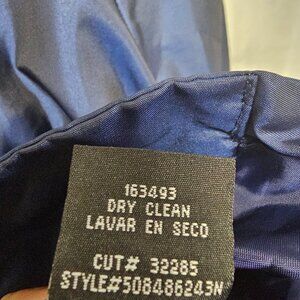 163493
DRY CLEAN
LAVAR EN SECO
CUT# 32285
STYLE#508486243N